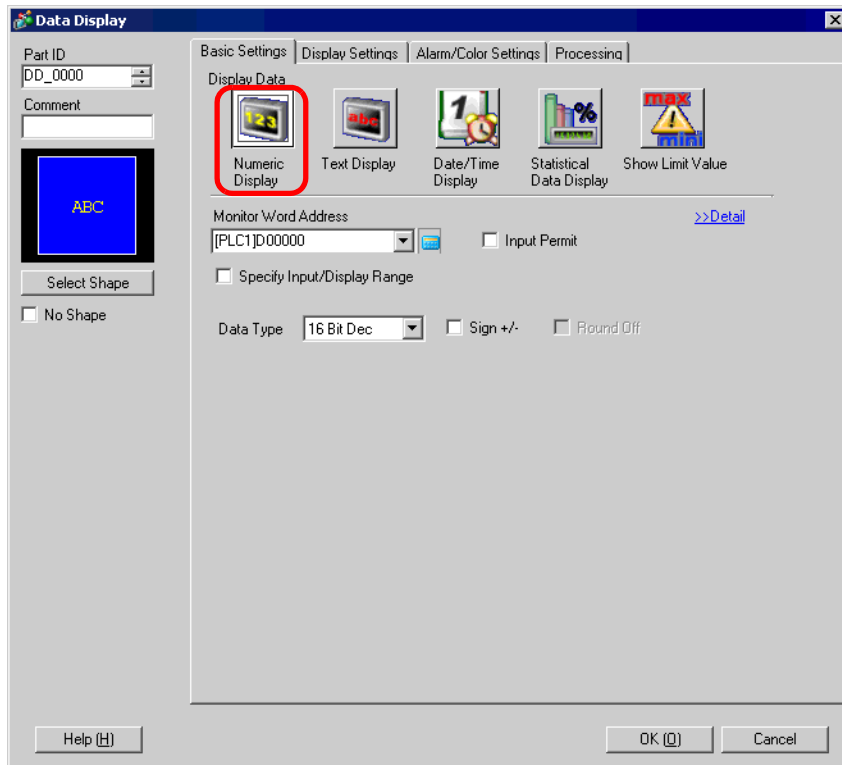 Data Display
Part ID
DD_0000
Comment
ABC
Select Shape
No Shape
Basic Settings Display Settings Alarm/Color Settings Processing
Display Data
123 abc 1 % max mini
Numeric Display Text Display Date/Time Display Statistical Data Display Show Limit Value
Monitor Word Address >>Detail
[PLC1]D00000 Input Permit
Specify Input/Display Range
Data Type 16 Bit Dec Sign +/- Round Off
Help (H) OK (O) Cancel